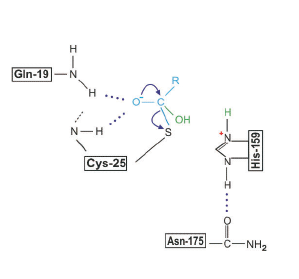 H
R
Gln-19 N
H
O⁻ C
H
OH
N H
S
+ N
Cys-25
His-159
N
H
O
Asn-175 C NH₂